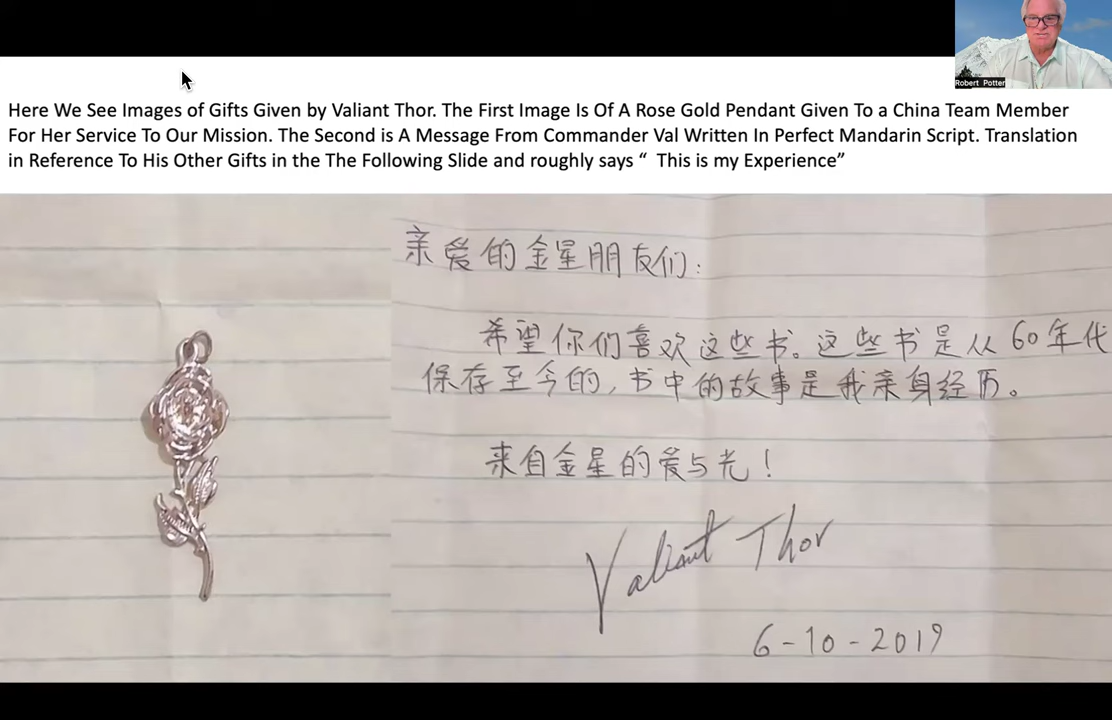 Robert Potter
Here We See Images of Gifts Given by Valiant Thor. The First Image Is Of A Rose Gold Pendant Given To a China Team Member
For Her Service To Our Mission. The Second is A Message From Commander Val Written In Perfect Mandarin Script. Translation
in Reference To His Other Gifts in the The Following Slide and roughly says “ This is my Experience”
亲爱的金星朋友们：
希望你们喜欢这些书。这些书是从60年代
保存至今的，书中的故事是我亲身经历。
来自金星的爱与光！
Valiant Thor
6-10-2019